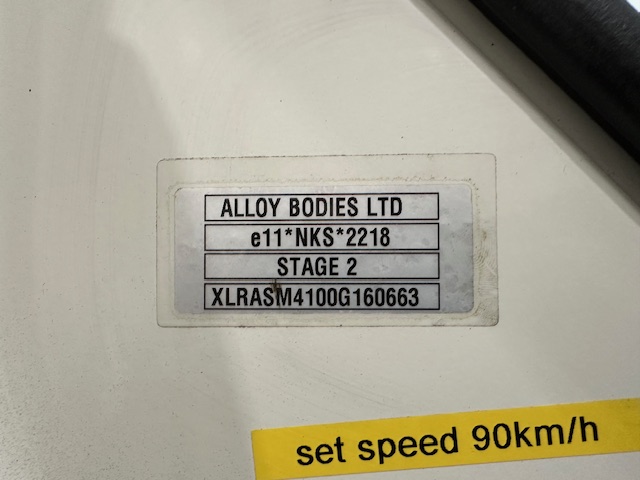 ALLOY BODIES LTD
e11*NKS*2218
STAGE 2
XLRASM4100G160663
set speed 90km/h